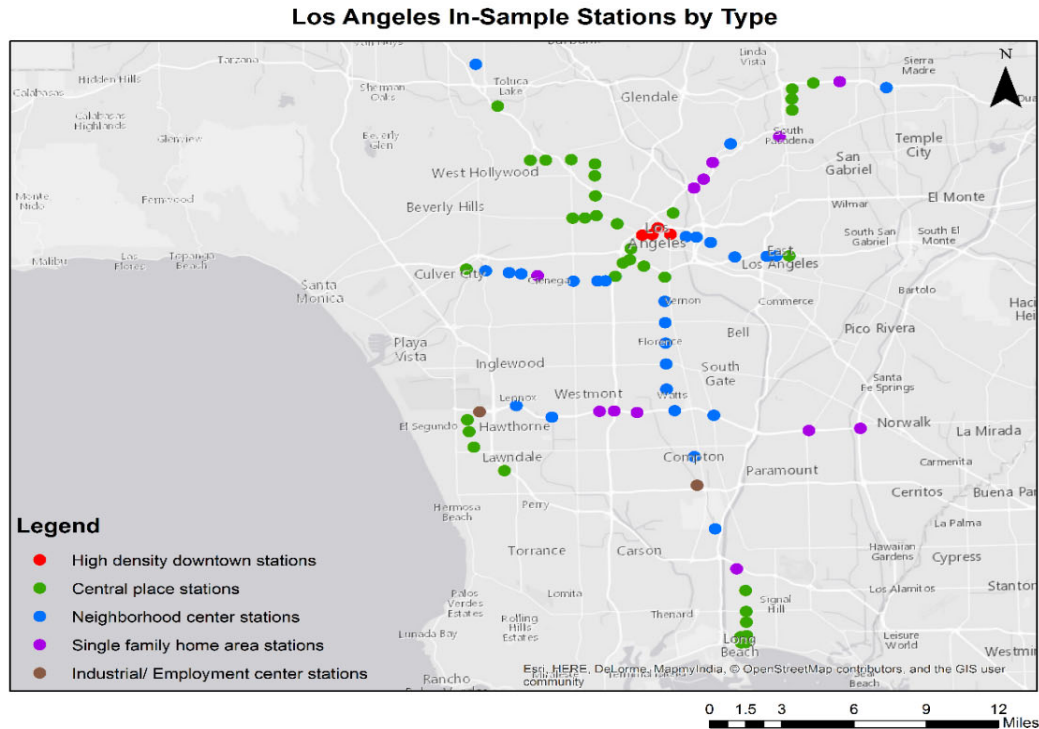 Los Angeles In-Sample Stations by Type
Tarzana
Hidden Hills
Calabasas
Calabasas
Highlands
Glenview
Sherman
Oaks
Toluca
Lake
Burbank
Glendale
Linda
Vista
Sierra
Madre
N
Beverly
Glen
South
Pasadena
Temple
City
San
Gabriel
West Hollywood
Monte
Nido
Fernwood
Beverly Hills
El Monte
Wilmar
Los
Angeles
South San
Gabriel
South El
Monte
Malibu
Las
Flores
Topanga
Beach
Culver City
Cienega
East
Los Angeles
Santa
Monica
Vernon
Commerce
Bartolo
Playa
Vista
Bell
Pico Rivera
Florence
Inglewood
South
Gate
Santa
Fe Springs
Lennox
Westmont
Watts
El Segundo
Hawthorne
Norwalk
La Mirada
Lawndale
Compton
Paramount
Carmenita
Hermosa
Beach
Perry
Cerritos
Buena Par
La Palma
Legend
Torrance
Carson
Hawaiian
Gardens
Cypress
High density downtown stations
Central place stations
Palos
Verdes
Estates
Lomita
Signal
Hill
Los Alamitos
Stanton
Neighborhood center stations
Rolling
Hills
Estates
Thenard
Lunada Bay
Long
Beach
Leisure
World
Single family home area stations
Westmin
Industrial/ Employment center stations
Rancho
Esri, HERE, DeLorme, MapmyIndia, © OpenStreetMap contributors, and the GIS user
community
Beach
0 1.5 3 6 9 12
Miles